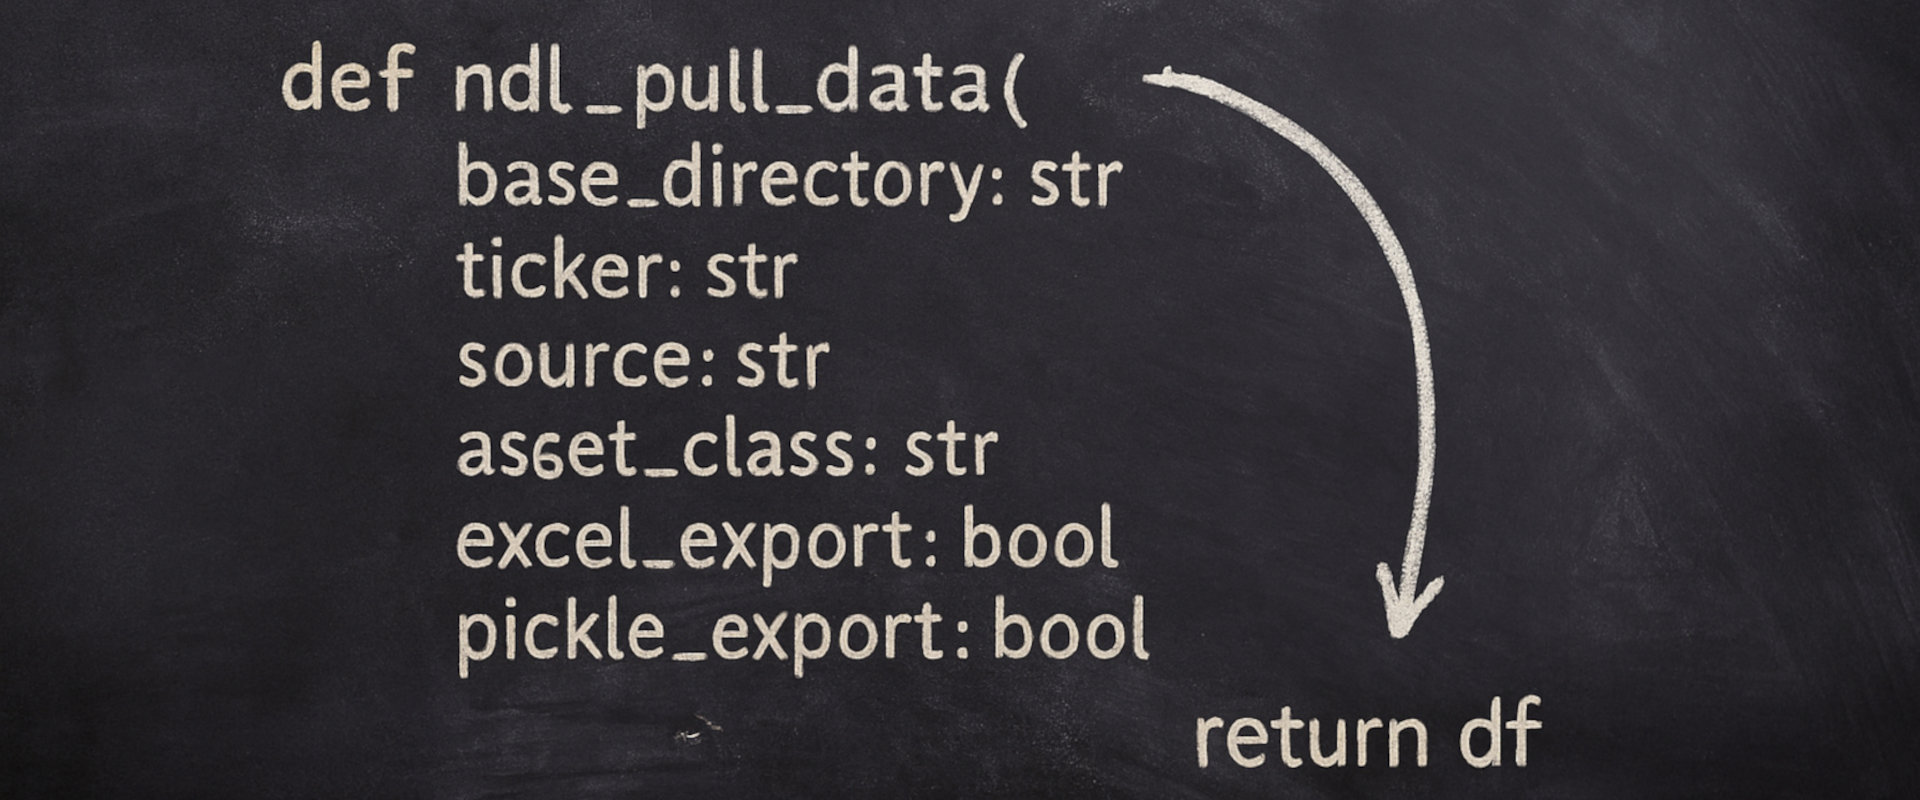 def ndl_pull_data(
base_directory: str
ticker: str
source: str
as6et_class: str
excel_export: bool
pickle_export: bool
return df